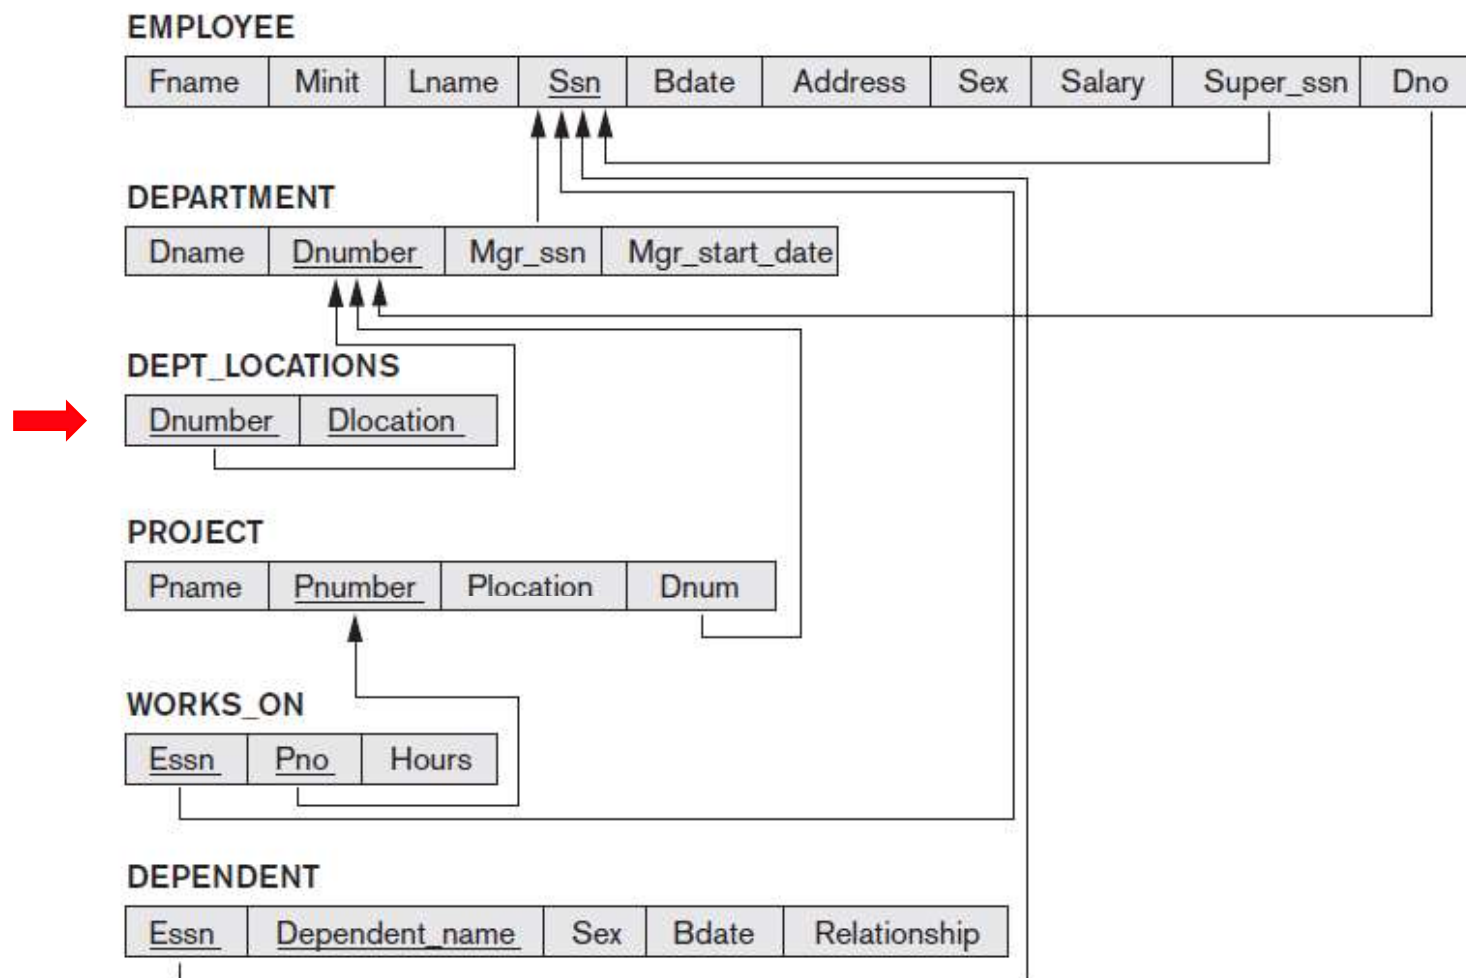 EMPLOYEE
Fname Minit Lname Ssn Bdate Address Sex Salary Super_ssn Dno
DEPARTMENT
Dname Dnumber Mgr_ssn Mgr_start_date
DEPT_LOCATIONS
Dnumber Dlocation
PROJECT
Pname Pnumber Plocation Dnum
WORKS_ON
Essn Pno Hours
DEPENDENT
Essn Dependent_name Sex Bdate Relationship